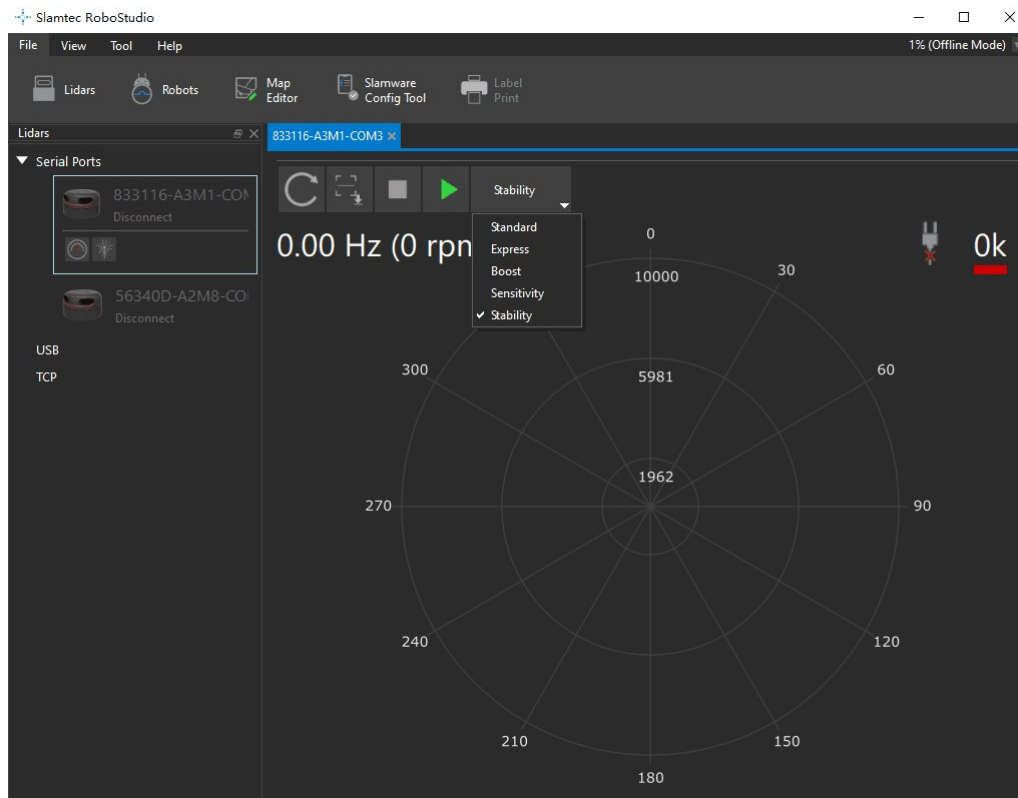 Slamtec RoboStudio
File View Tool Help
1% (Offline Mode)
Lidars
Robots
Map Editor
Slamware Config Tool
Label Print
Lidars
833116-A3M1-COM3
Serial Ports
833116-A3M1-COM
Disconnect
56340D-A2M8-CO
Disconnect
USB
TCP
Stability
Standard
Express
Boost
Sensitivity
Stability
0.00 Hz (0 rpm
0k
0
10000
30
300
5981
60
1962
270
90
240
120
210
150
180